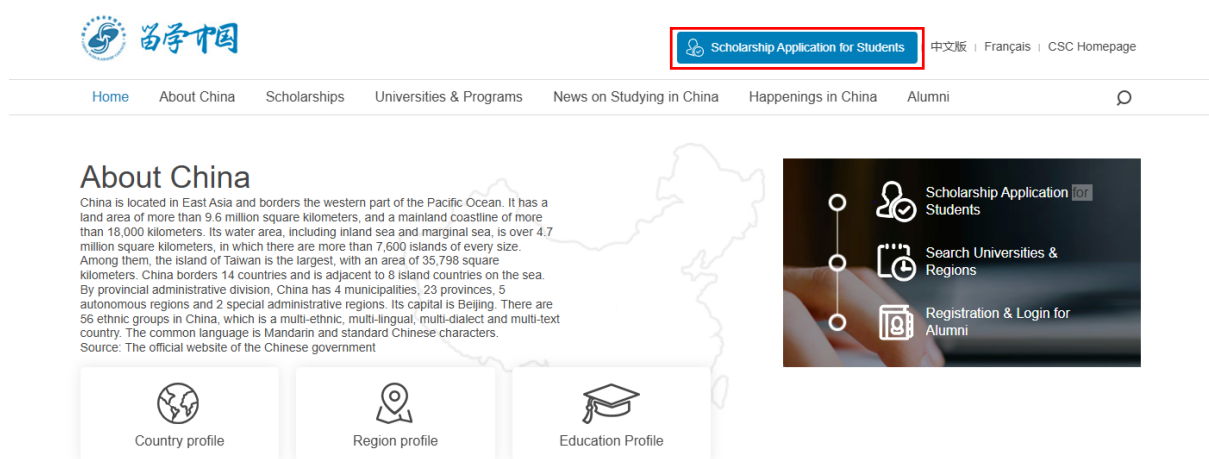 留学中国
Scholarship Application for Students
中文版 | Français | CSC Homepage
Home About China Scholarships Universities & Programs News on Studying in China Happenings in China Alumni
About China
China is located in East Asia and borders the western part of the Pacific Ocean. It has a
land area of more than 9.6 million square kilometers, and a mainland coastline of more
than 18,000 kilometers. Its water area, including inland sea and marginal sea, is over 4.7
million square kilometers, in which there are more than 7,600 islands of every size.
Among them, the island of Taiwan is the largest, with an area of 35,798 square
kilometers. China borders 14 countries and is adjacent to 8 island countries on the sea.
By provincial administrative division, China has 4 municipalities, 23 provinces, 5
autonomous regions and 2 special administrative regions. Its capital is Beijing. There are
56 ethnic groups in China, which is a multi-ethnic, multi-lingual, multi-dialect and multi-text
country. The common language is Mandarin and standard Chinese characters.
Source: The official website of the Chinese government
Scholarship Application for
Students
Search Universities &
Regions
Registration & Login for
Alumni
Country profile
Region profile
Education Profile